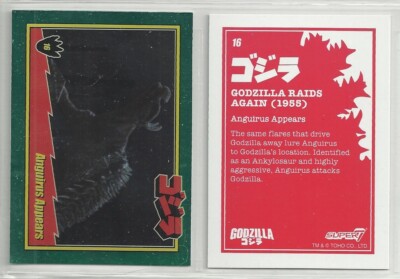 16
Anguirus Appears
ゴジラ
16
ゴジラ
GODZILLA RAIDS
AGAIN (1955)
Anguirus Appears
The same flares that drive
Godzilla away lure Anguirus
to Godzilla's location. Identified
as an Ankylosaur and highly
aggressive, Anguirus attacks
Godzilla.
GODZILLA
ゴジラ
SUPER7
TM & © TOHO CO., LTD